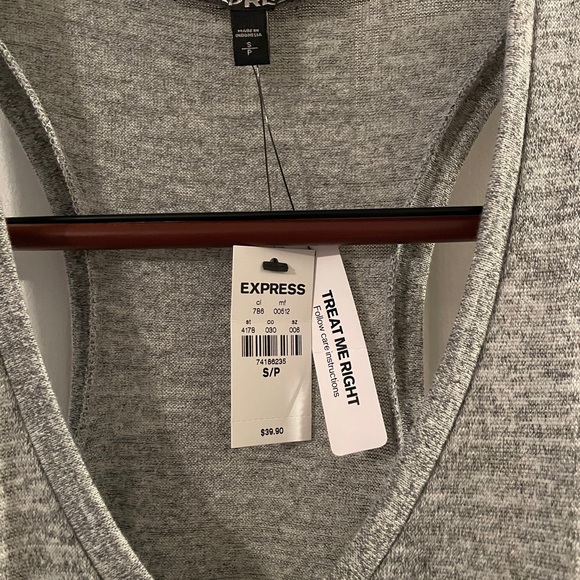 MADE IN
INDONESIA
S
P
EXPRESS
cl mf
786 00512
st co sz
4178 030 006
74186235
S/P
$39.90
TREAT ME RIGHT
Follow care instructions